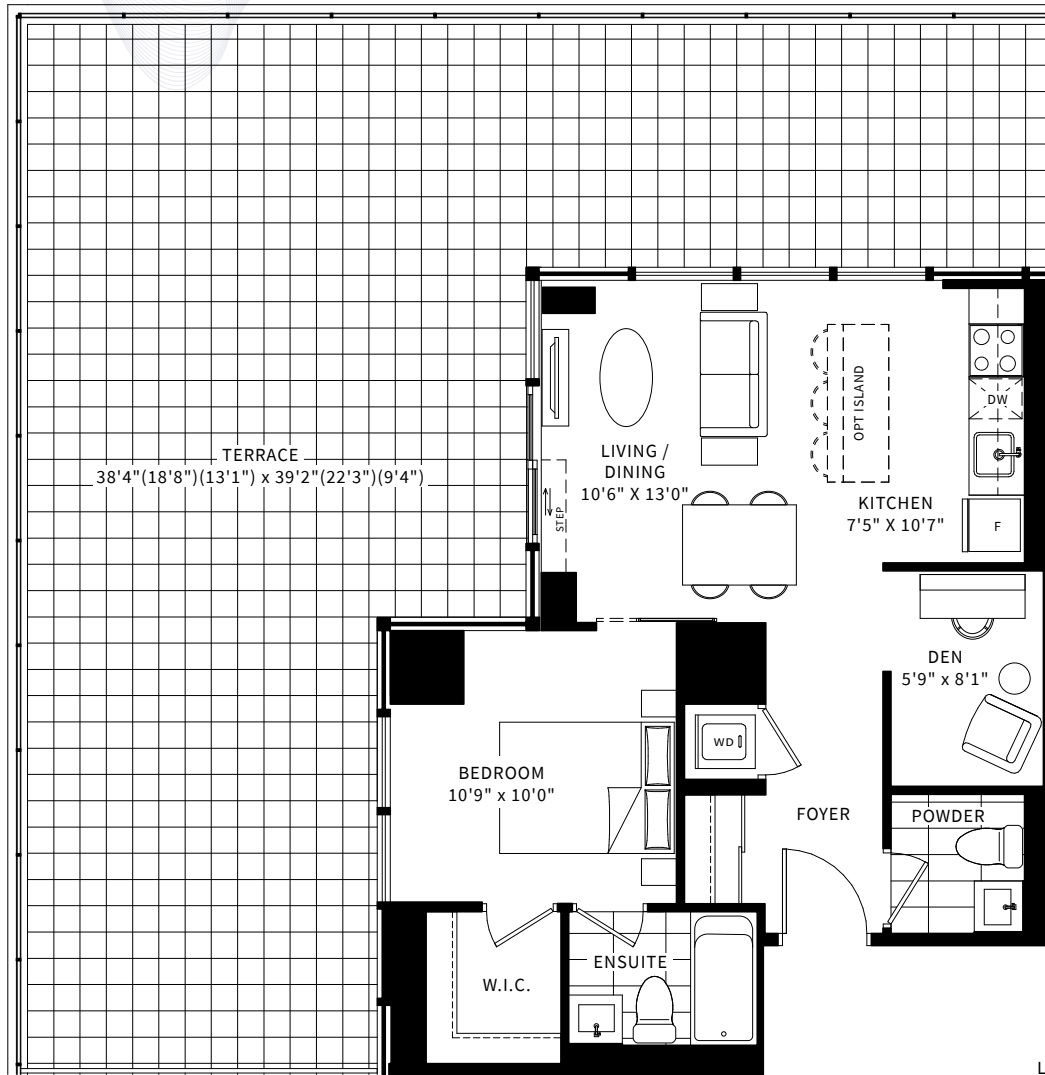 TERRACE
38'4"(18'8")(13'1") x 39'2"(22'3")(9'4")
LIVING /
DINING
10'6" X 13'0"
OPT ISLAND
DW
KITCHEN
7'5" X 10'7"
F
STEP
DEN
5'9" x 8'1"
WD
BEDROOM
10'9" x 10'0"
FOYER
POWDER
ENSUITE
W.I.C.
L